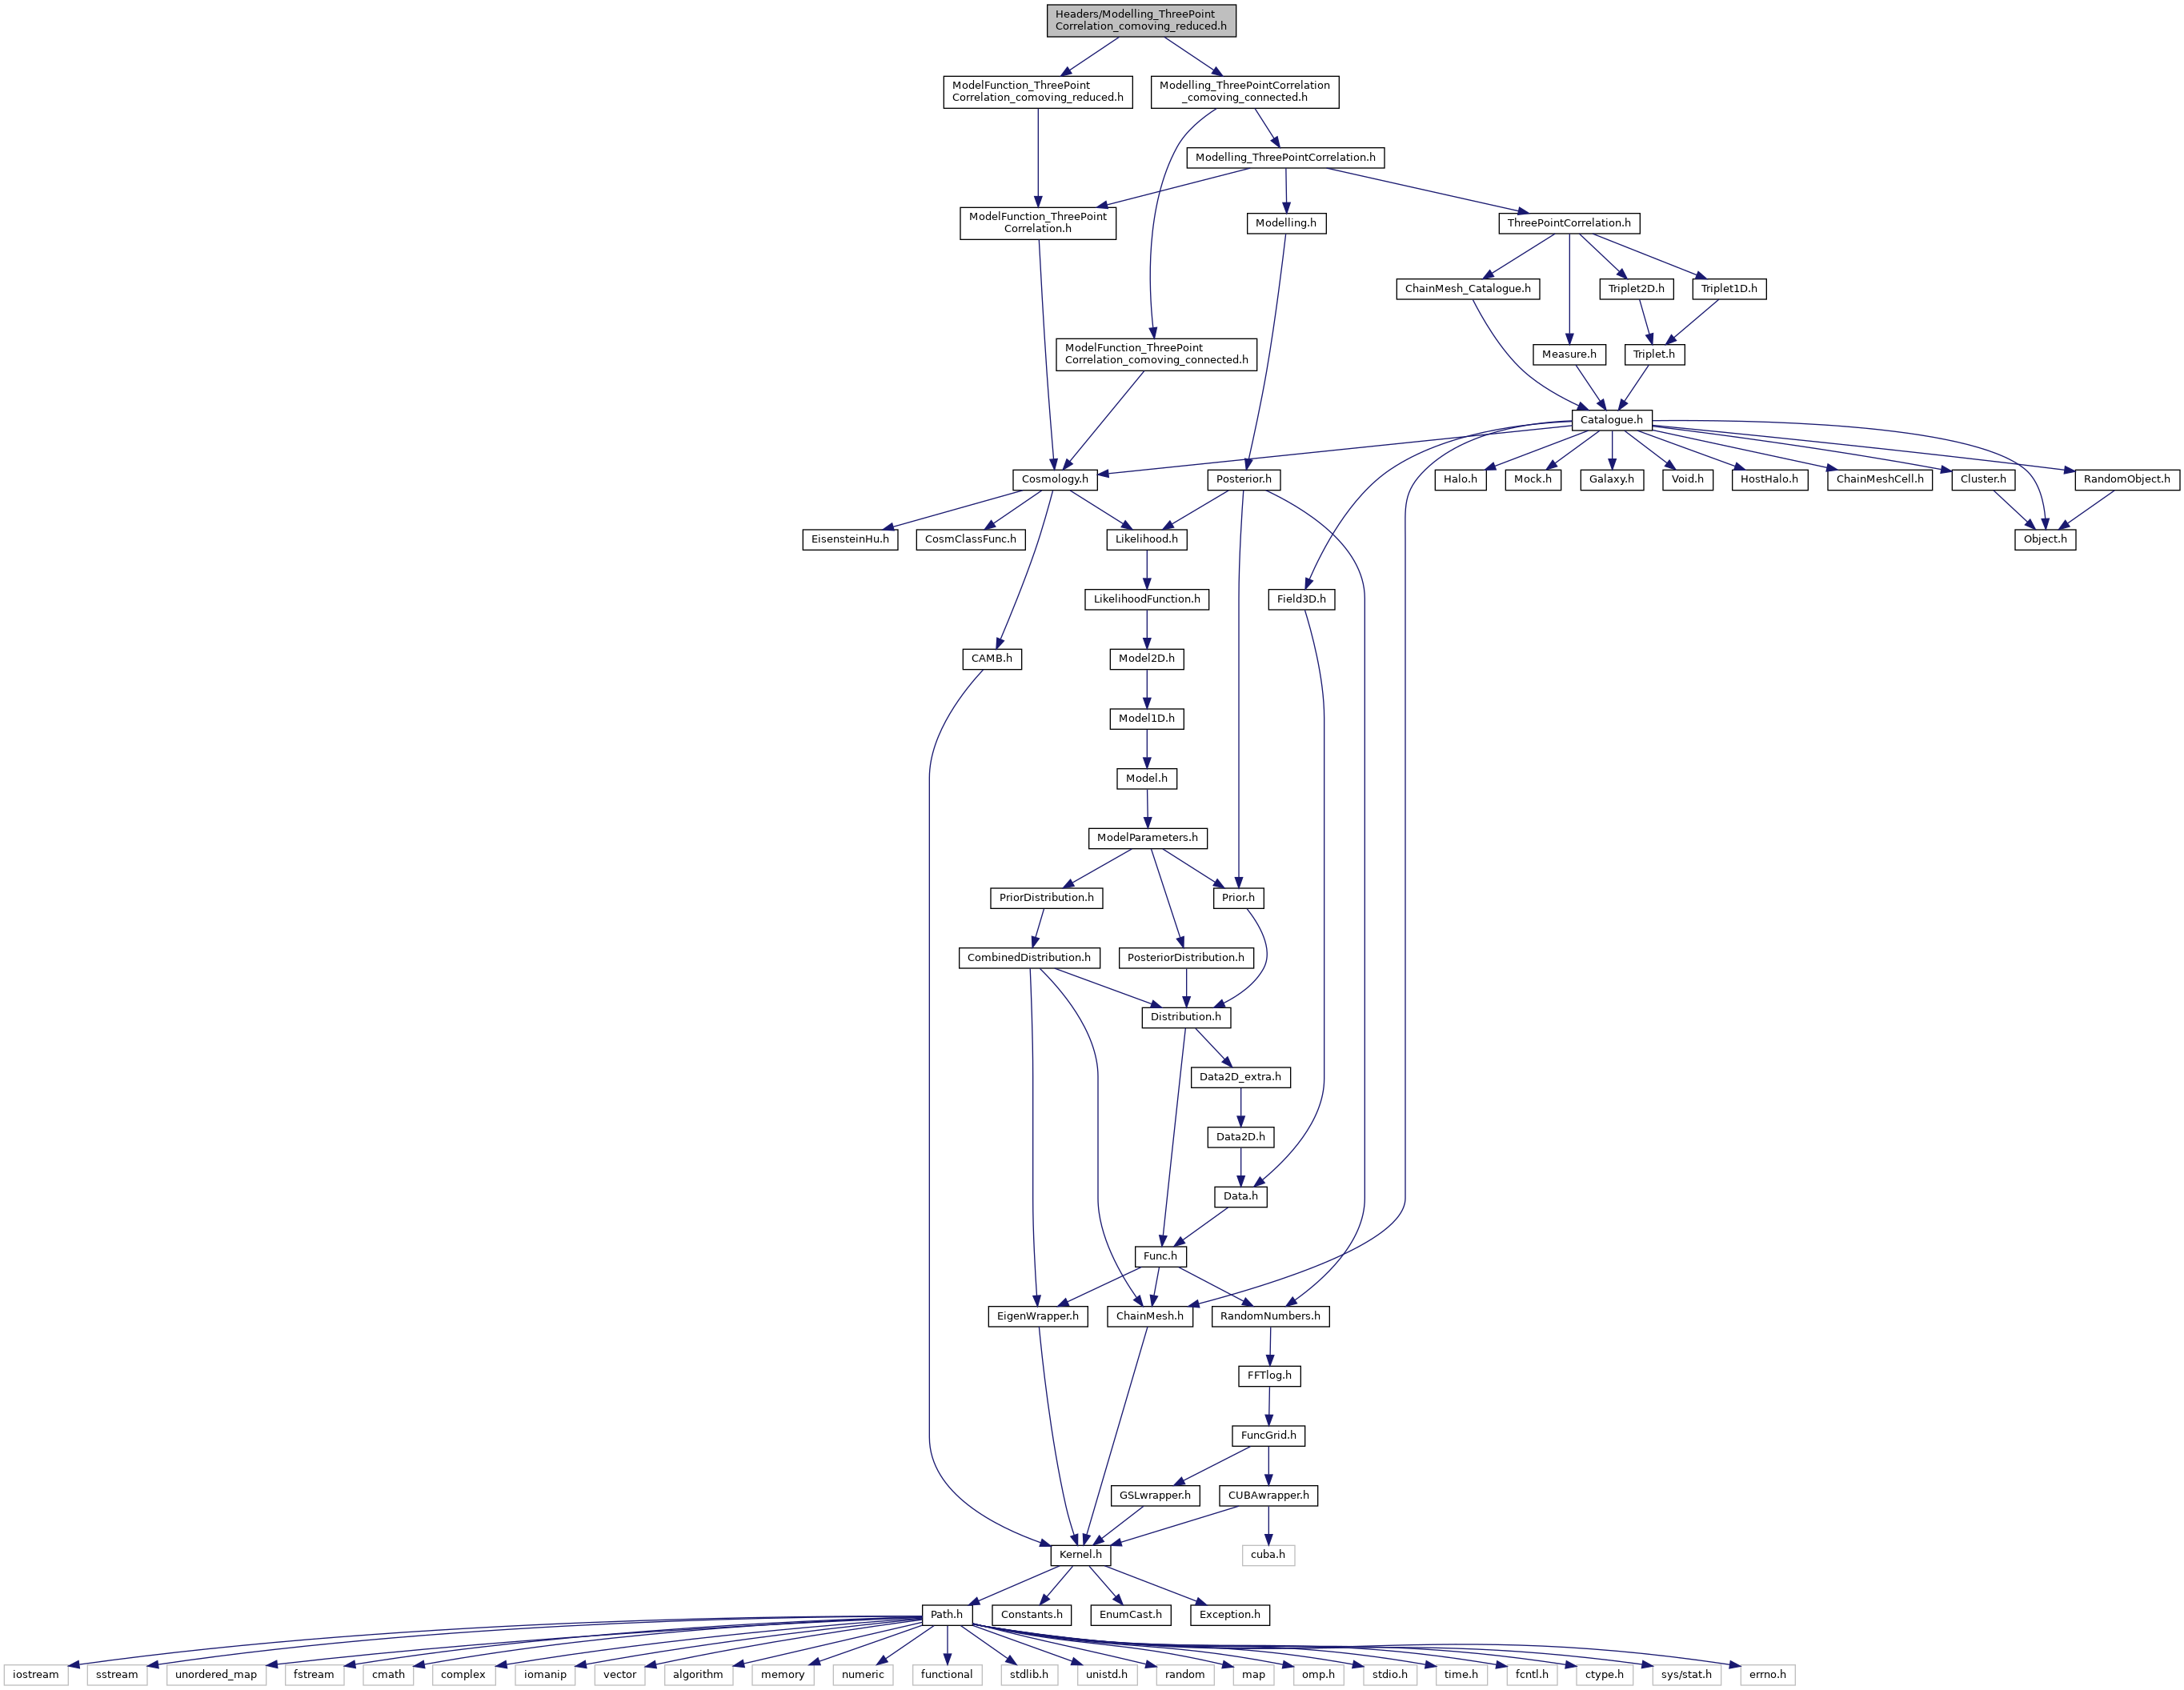 Headers/Modelling_ThreePoint
Correlation_comoving_reduced.h
ModelFunction_ThreePoint
Correlation_comoving_reduced.h
Modelling_ThreePointCorrelation
_comoving_connected.h
Modelling_ThreePointCorrelation.h
ModelFunction_ThreePoint
Correlation.h
Modelling.h
ThreePointCorrelation.h
ChainMesh_Catalogue.h
Triplet2D.h
Triplet1D.h
ModelFunction_ThreePoint
Correlation_comoving_connected.h
Measure.h
Triplet.h
Catalogue.h
Cosmology.h
Posterior.h
Halo.h
Mock.h
Galaxy.h
Void.h
HostHalo.h
ChainMeshCell.h
Cluster.h
RandomObject.h
EisensteinHu.h
CosmClassFunc.h
Likelihood.h
Object.h
LikelihoodFunction.h
Field3D.h
CAMB.h
Model2D.h
Model1D.h
Model.h
ModelParameters.h
PriorDistribution.h
Prior.h
CombinedDistribution.h
PosteriorDistribution.h
Distribution.h
Data2D_extra.h
Data2D.h
Data.h
Func.h
EigenWrapper.h
ChainMesh.h
RandomNumbers.h
FFTlog.h
FuncGrid.h
GSLwrapper.h
CUBAwrapper.h
Kernel.h
cuba.h
Path.h
Constants.h
EnumCast.h
Exception.h
iostream
sstream
unordered_map
fstream
cmath
complex
iomanip
vector
algorithm
memory
numeric
functional
stdlib.h
unistd.h
random
map
omp.h
stdio.h
time.h
fcntl.h
ctype.h
sys/stat.h
errno.h